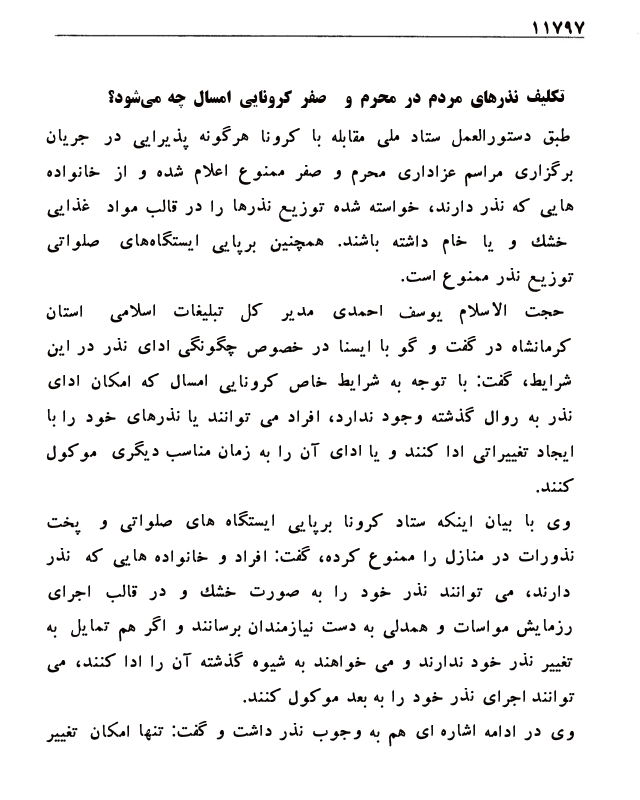 ۱۱۷۹۷
تکلیف نذرهای مردم در محرم و صفر کرونایی امسال چه می‌شود؟
طبق دستورالعمل ستاد ملی مقابله با کرونا هرگونه پذیرایی در جریان
برگزاری مراسم عزاداری محرم و صفر ممنوع اعلام شده و از خانواده
هایی که نذر دارند، خواسته شده توزیع نذرها را در قالب مواد غذایی
خشك و یا خام داشته باشند. همچنین برپایی ایستگاه‌های صلواتی
توزیع نذر ممنوع است.
حجت الاسلام یوسف احمدی مدیر کل تبلیغات اسلامی استان
کرمانشاه در گفت و گو با ایسنا در خصوص چگونگی ادای نذر در این
شرایط، گفت: با توجه به شرایط خاص کرونایی امسال که امکان ادای
نذر به روال گذشته وجود ندارد، افراد می توانند یا نذرهای خود را با
ایجاد تغییراتی ادا کنند و یا ادای آن را به زمان مناسب دیگری موکول
کنند.
وی با بیان اینکه ستاد کرونا برپایی ایستگاه های صلواتی و پخت
نذورات در منازل را ممنوع کرده، گفت: افراد و خانواده هایی که نذر
دارند، می توانند نذر خود را به صورت خشك و در قالب اجرای
رزمایش مواسات و همدلی به دست نیازمندان برسانند و اگر هم تمایل به
تغییر نذر خود ندارند و می خواهند به شیوه گذشته آن را ادا کنند، می
توانند اجرای نذر خود را به بعد موکول کنند.
وی در ادامه اشاره ای هم به وجوب نذر داشت و گفت: تنها امکان تغییر